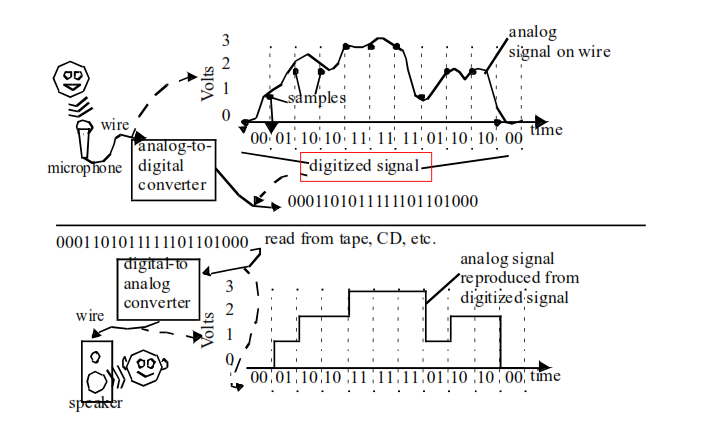 3
2
1
0
Volts
analog
signal on wire
samples
wire
microphone
analog-to-
digital
converter
00 01 10 10 11 11 11 01 10 10 00
time
digitized signal
0001101011111101101000
0001101011111101101000
read from tape, CD, etc.
digital-to
analog
converter
wire
speaker
3
2
1
0
Volts
analog signal
reproduced from
digitized signal
00 01 10 10 11 11 11 01 10 10 00
time